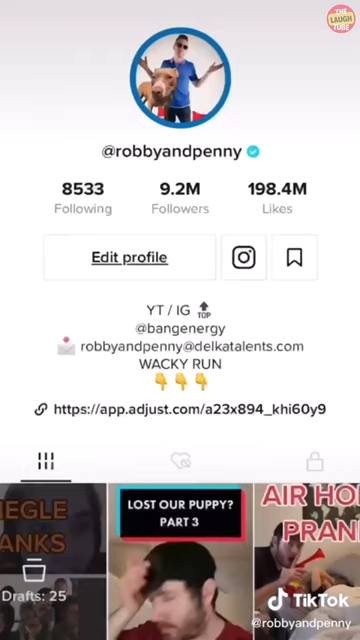 THE
LAUGH
TUBE
@robbyandpenny
8533
9.2M
198.4M
Following
Followers
Likes
Edit profile
YT / IG 🔝
@bangenergy
📩 robbyandpenny@delkatalents.com
WACKY RUN
👇👇👇
https://app.adjust.com/a23x894_khi60y9
EGLE
ANKS
Drafts: 25
LOST OUR PUPPY?
PART 3
AIR HO
PRAN
TikTok
@robbyandpenny